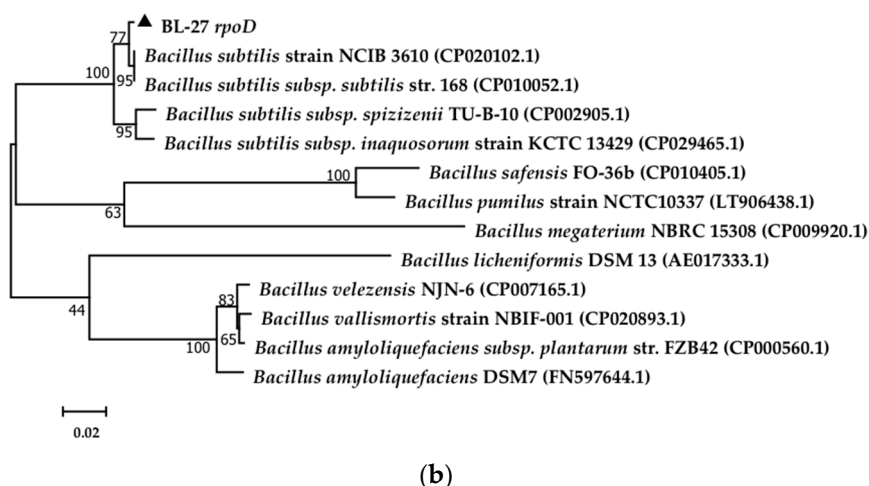 BL-27 rpoD
77
Bacillus subtilis strain NCIB 3610 (CP020102.1)
100
95
Bacillus subtilis subsp. subtilis str. 168 (CP010052.1)
Bacillus subtilis subsp. spizizenii TU-B-10 (CP002905.1)
95
Bacillus subtilis subsp. inaquosorum strain KCTC 13429 (CP029465.1)
100
Bacillus safensis FO-36b (CP010405.1)
Bacillus pumilus strain NCTC10337 (LT906438.1)
63
Bacillus megaterium NBRC 15308 (CP009920.1)
Bacillus licheniformis DSM 13 (AE017333.1)
44
Bacillus velezensis NJN-6 (CP007165.1)
83
Bacillus vallismortis strain NBIF-001 (CP020893.1)
65
100
Bacillus amyloliquefaciens subsp. plantarum str. FZB42 (CP000560.1)
Bacillus amyloliquefaciens DSM7 (FN597644.1)
0.02
(b)